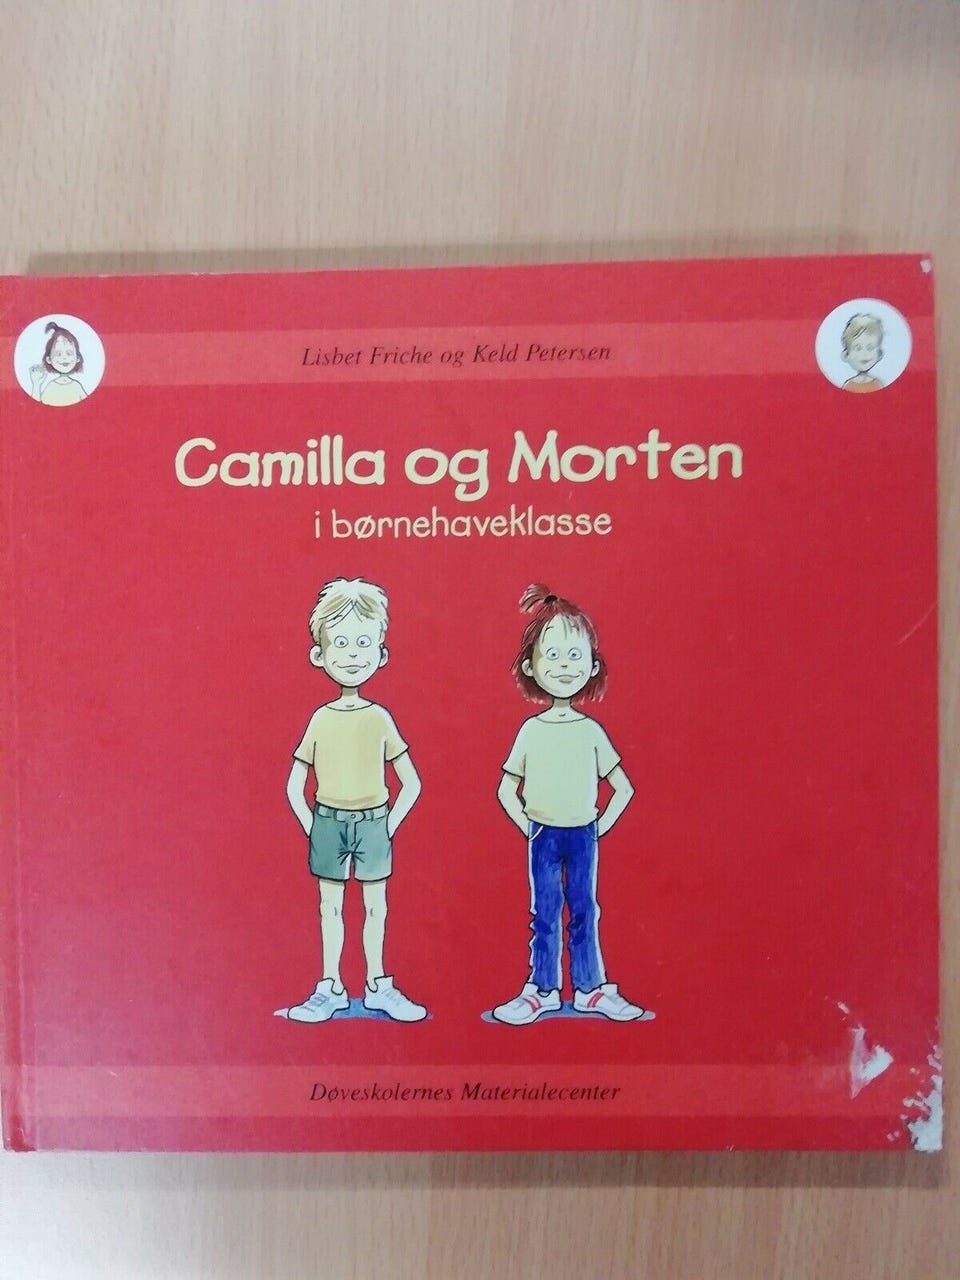 Lisbet Friche og Keld Petersen
Camilla og Morten
i børnehaveklasse
Døveskolernes Materialecenter